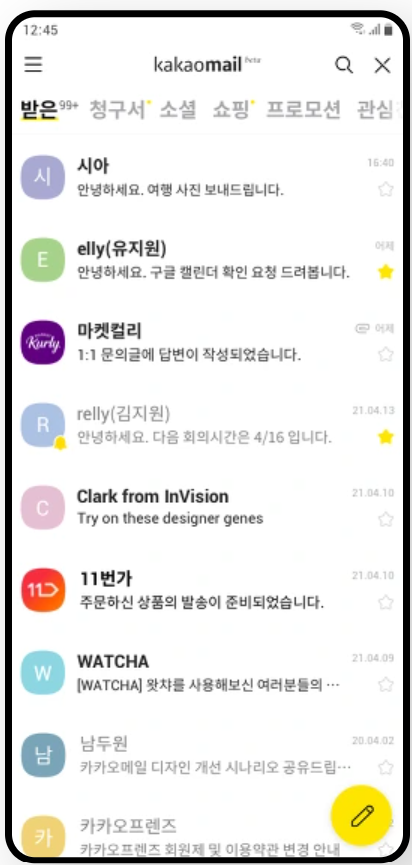 12:45
kakaomail beta
받은 99+ 청구서 소셜 쇼핑 프로모션 관심
시
시아
16:40
안녕하세요. 여행 사진 보내드립니다.
E
elly(유지원)
어제
안녕하세요. 구글 캘린더 확인 요청 드려봅니다.
Kurly
마켓컬리
어제
1:1 문의글에 답변이 작성되었습니다.
R
relly(김지원)
21.04.13
안녕하세요. 다음 회의시간은 4/16 입니다.
C
Clark from InVision
21.04.10
Try on these designer genes
11
11번가
21.04.10
주문하신 상품의 발송이 준비되었습니다.
W
WATCHA
21.04.09
[WATCHA] 왓챠를 사용해보신 여러분들의 ⋯
남
남두원
20.04.02
카카오메일 디자인 개선 시나리오 공유드립⋯
카
카카오프렌즈
카카오프렌즈 회원제 및 이용약관 변경 안내